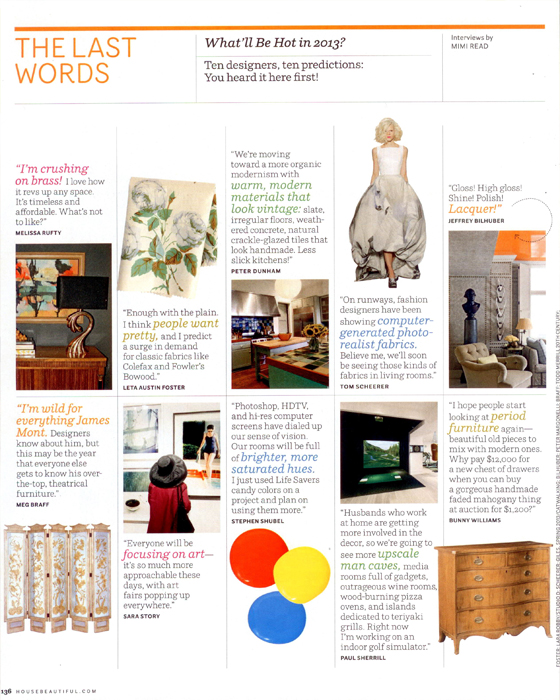 THE LAST
WORDS
What'll Be Hot in 2013?
Ten designers, ten predictions:
You heard it here first!
Interviews by
MIMI READ
"I'm crushing
on brass! I love how
it revs up any space.
It's timeless and
affordable. What's not
to like?"
MELISSA RUFTY
"Enough with the plain.
I think people want
pretty, and I predict
a surge in demand
for classic fabrics like
Colefax and Fowler's
Bowood."
LETA AUSTIN FOSTER
"We're moving
toward a more organic
modernism with
warm, modern
materials that
look vintage: slate,
irregular floors, weath-
ered concrete, natural
crackle-glazed tiles that
look handmade. Less
slick kitchens!"
PETER DUNHAM
"On runways, fashion
designers have been
showing computer-
generated photo-
realist fabrics.
Believe me, we'll soon
be seeing those kinds of
fabrics in living rooms."
TOM SCHEERER
"Gloss! High gloss!
Shine! Polish!
Lacquer!"
JEFFREY BILHUBER
"I'm wild for
everything James
Mont. Designers
know about him, but
this may be the year
that everyone else
gets to know his over-
the-top, theatrical
furniture."
MEG BRAFF
"Everyone will be
focusing on art—
it's so much more
approachable these
days, with art
fairs popping up
everywhere."
SARA STORY
"Photoshop, HDTV,
and hi-res computer
screens have dialed up
our sense of vision.
Our rooms will be full
of brighter, more
saturated hues.
I just used Life Savers
candy colors on a
project and plan on
using them more."
STEPHEN SHUBEL
"Husbands who work
at home are getting
more involved in the
decor, so we're going to
see more upscale
man caves, media
rooms full of gadgets,
outrageous wine rooms,
wood-burning pizza
ovens, and islands
dedicated to teriyaki
grills. Right now
I'm working on an
indoor golf simulator."
PAUL SHERRILL
"I hope people start
looking at period
furniture again—
beautiful old pieces to
mix with modern ones.
Why pay $12,000 for
a new chest of drawers
when you can buy
a gorgeous handmade
faded mahogany thing
at auction for $1,200?"
BUNNY WILLIAMS
136 HOUSEBEAUTIFUL.COM